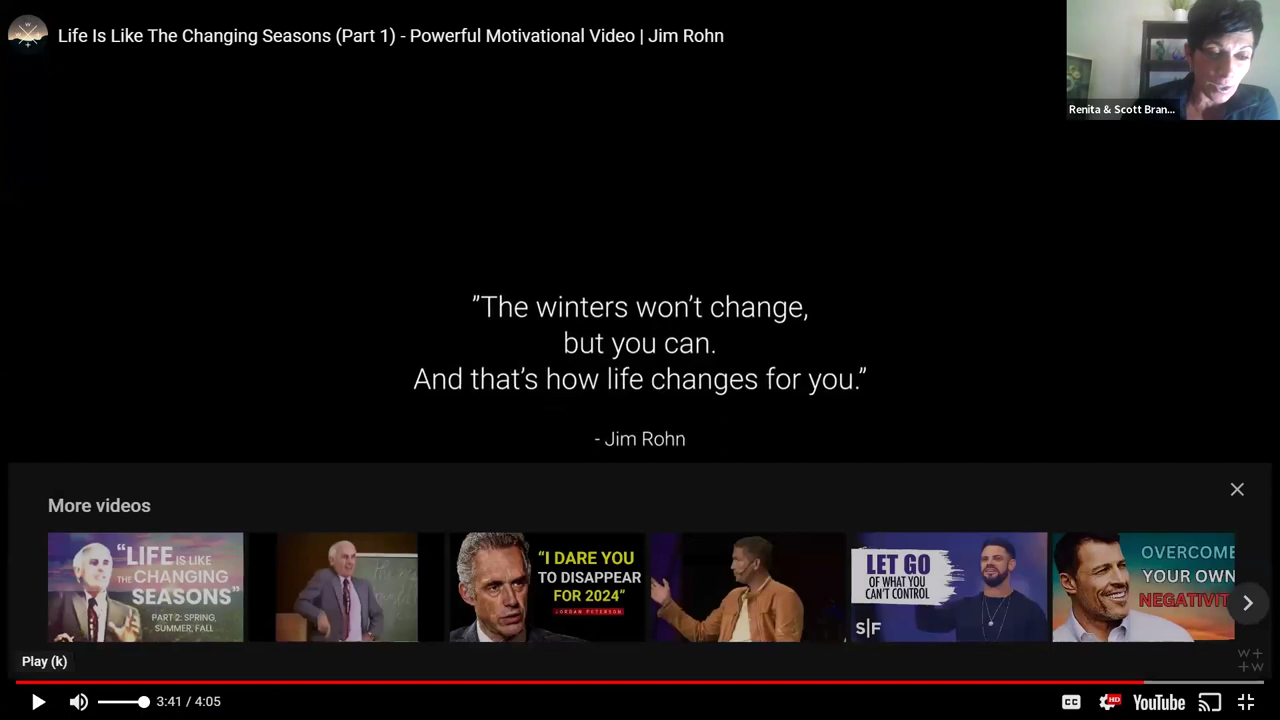 Life Is Like The Changing Seasons (Part 1) - Powerful Motivational Video | Jim Rohn
Renita & Scott Bran...
”The winters won’t change,
but you can.
And that’s how life changes for you.”
- Jim Rohn
More videos
“LIFE IS LIKE
THE CHANGING
SEASONS”
PART 2: SPRING,
SUMMER, FALL
“I DARE YOU
TO DISAPPEAR
FOR 2024”
JORDAN PETERSON
LET GO
OF WHAT YOU
CAN'T CONTROL
S|F
OVERCOME
YOUR OWN
NEGATIVIT
Play (k)
W+
+W
3:41 / 4:05
CC
HD
YouTube